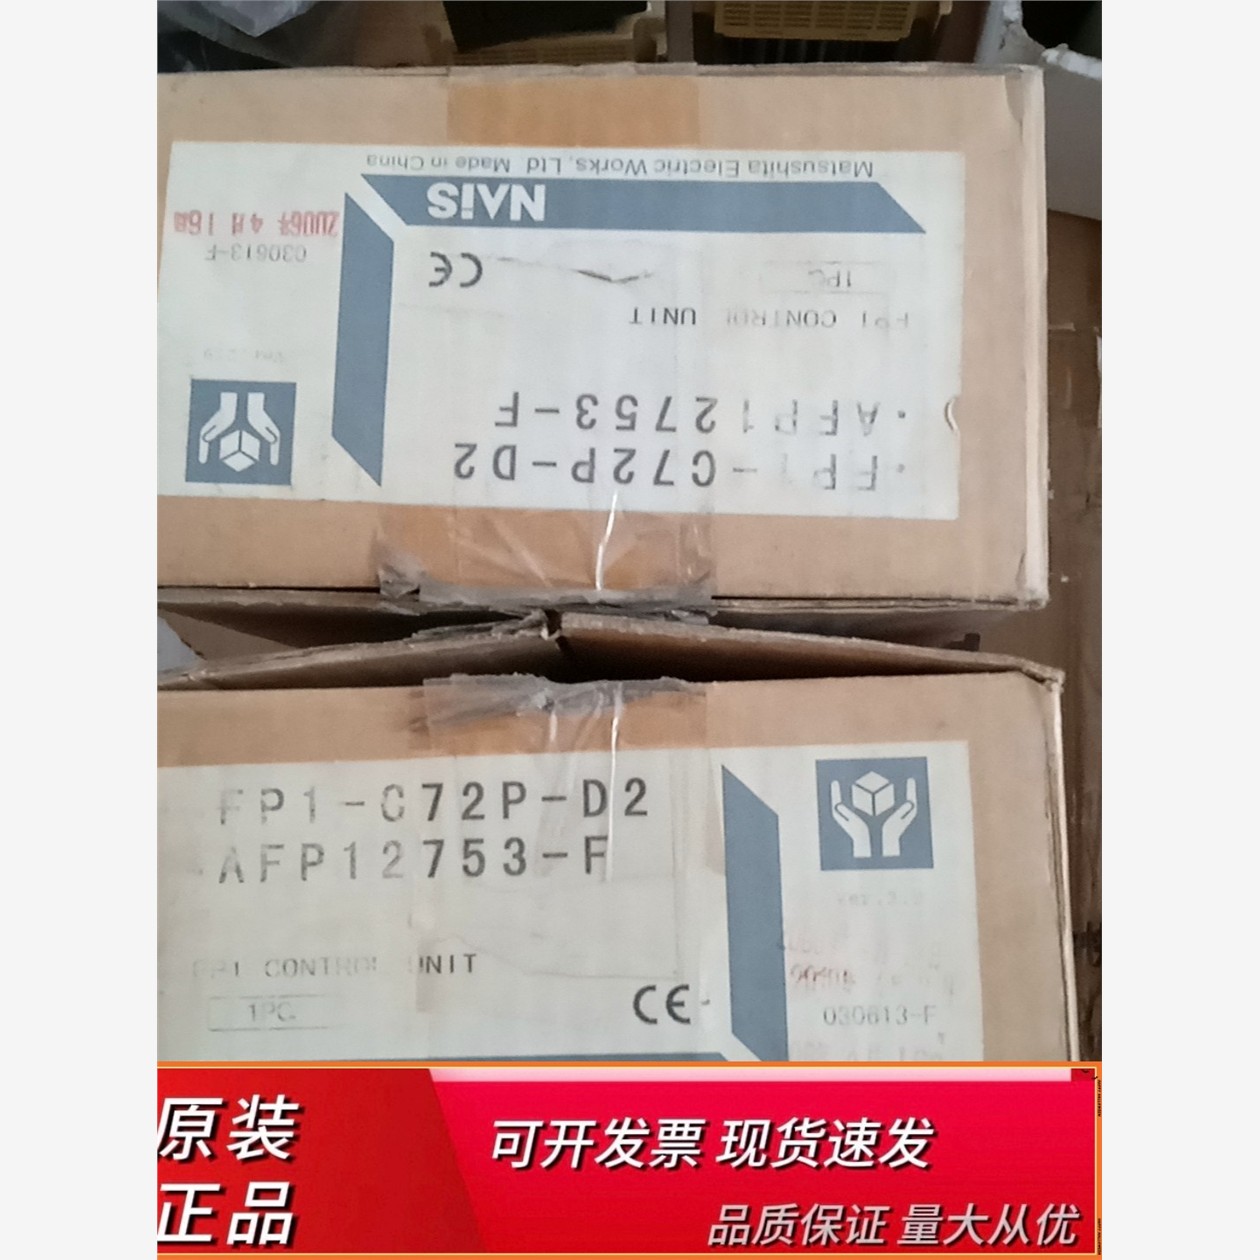 Matsushita Electric Works, Ltd Made in China
NAiS
2006年 4月 16日
030613-F
CE
1PC
FP1 CONTROL UNIT
・AFP12753-F
・FP1-C72P-D2
FP1-C72P-D2
AFP12753-F
FP1 CONTROL UNIT
1PC
CE
030613-F
原装
正品
可开发票 现货速发
品质保证 量大从优